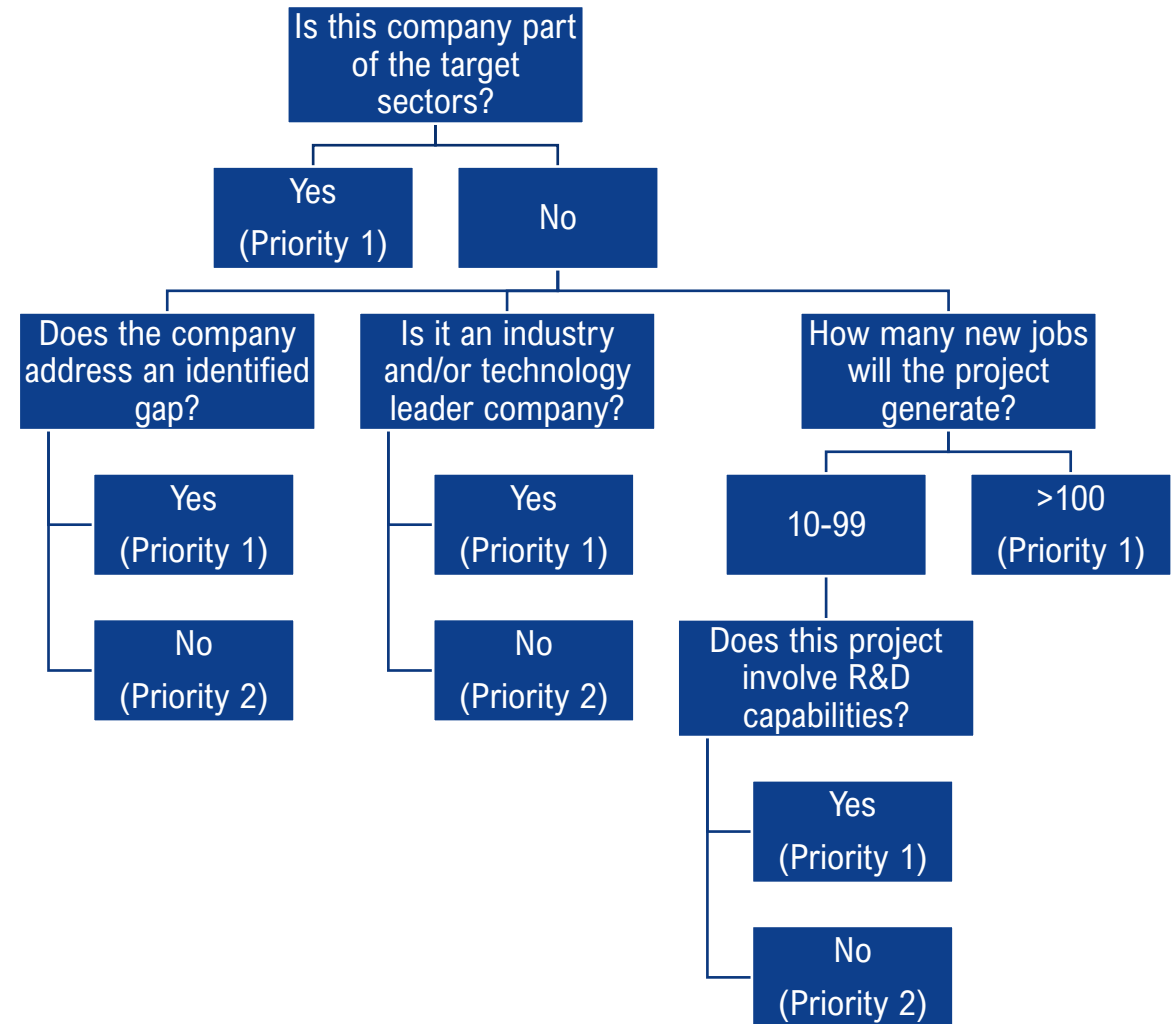 Is this company part
of the target
sectors?
Yes
(Priority 1)
No
Does the company
address an identified
gap?
Yes
(Priority 1)
No
(Priority 2)
Is it an industry
and/or technology
leader company?
Yes
(Priority 1)
No
(Priority 2)
How many new jobs
will the project
generate?
10-99
>100
(Priority 1)
Does this project
involve R&D
capabilities?
Yes
(Priority 1)
No
(Priority 2)